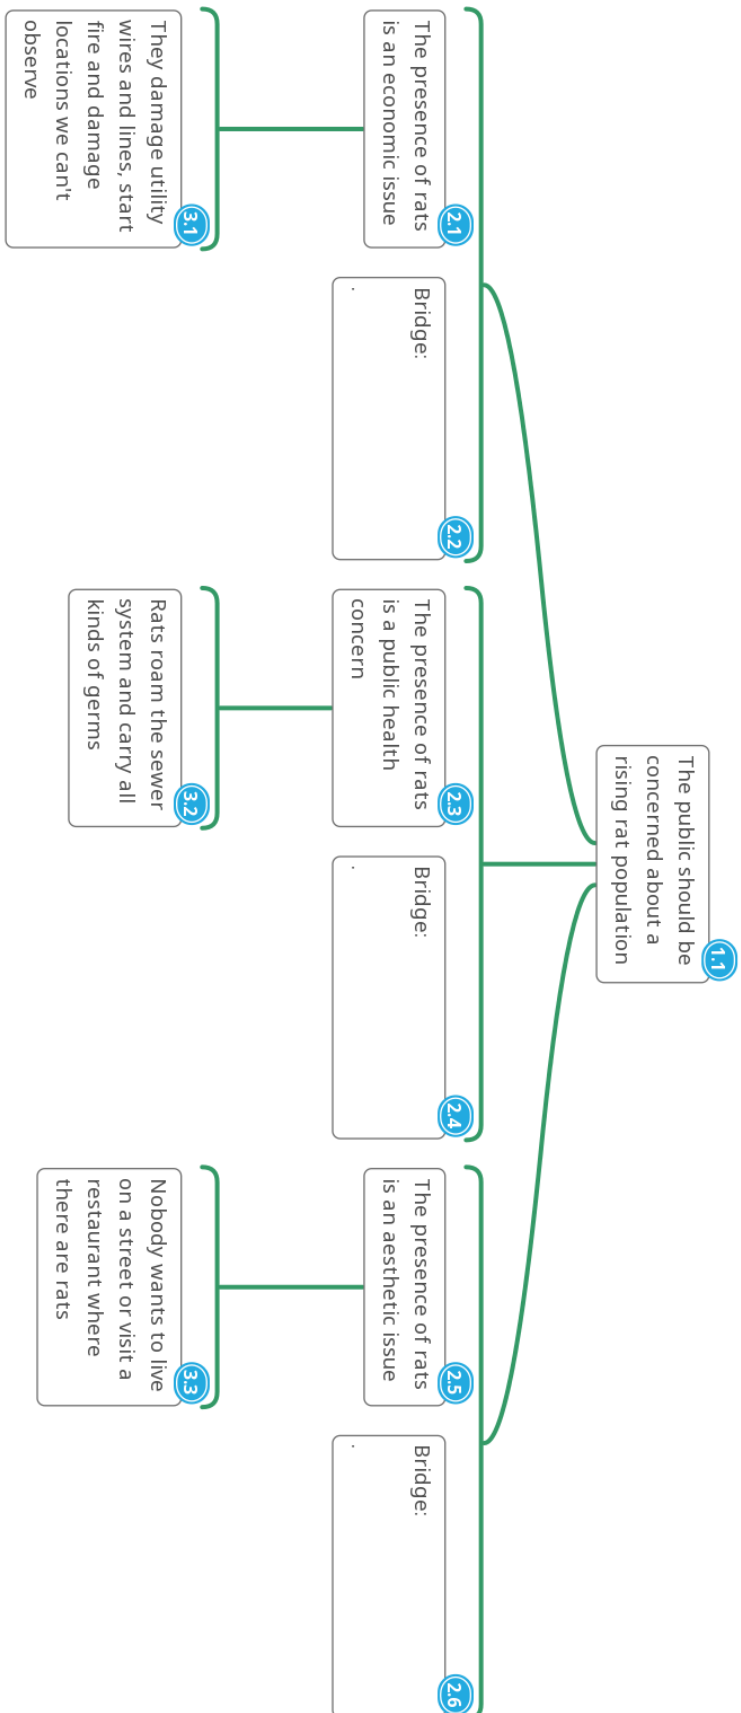 1.1
The public should be
concerned about a
rising rat population
2.1
The presence of rats
is an economic issue
2.2
Bridge:
.
2.3
The presence of rats
is a public health
concern
2.4
Bridge:
.
2.5
The presence of rats
is an aesthetic issue
2.6
Bridge:
.
3.1
They damage utility
wires and lines, start
fire and damage
locations we can't
observe
3.2
Rats roam the sewer
system and carry all
kinds of germs
3.3
Nobody wants to live
on a street or visit a
restaurant where
there are rats